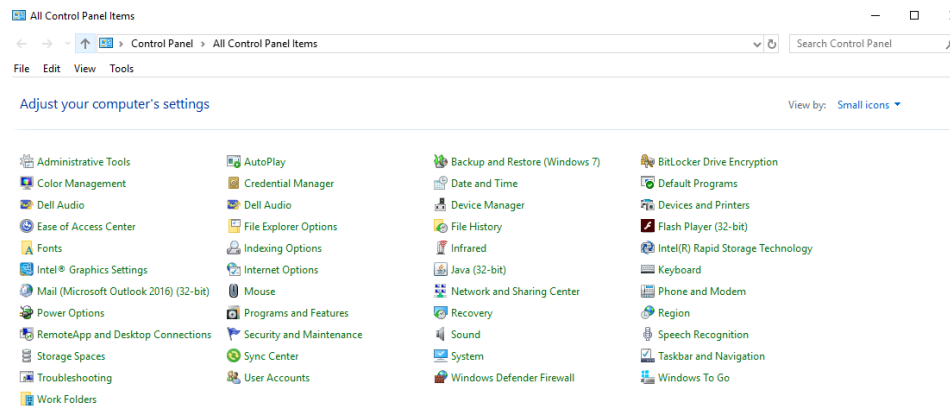 All Control Panel Items
Control Panel > All Control Panel Items
Search Control Panel
File Edit View Tools
Adjust your computer's settings
View by: Small icons
Administrative Tools AutoPlay Backup and Restore (Windows 7) BitLocker Drive Encryption
Color Management Credential Manager Date and Time Default Programs
Dell Audio Dell Audio Device Manager Devices and Printers
Ease of Access Center File Explorer Options File History Flash Player (32-bit)
Fonts Indexing Options Infrared Intel(R) Rapid Storage Technology
Intel® Graphics Settings Internet Options Java (32-bit) Keyboard
Mail (Microsoft Outlook 2016) (32-bit) Mouse Network and Sharing Center Phone and Modem
Power Options Programs and Features Recovery Region
RemoteApp and Desktop Connections Security and Maintenance Sound Speech Recognition
Storage Spaces Sync Center System Taskbar and Navigation
Troubleshooting User Accounts Windows Defender Firewall Windows To Go
Work Folders